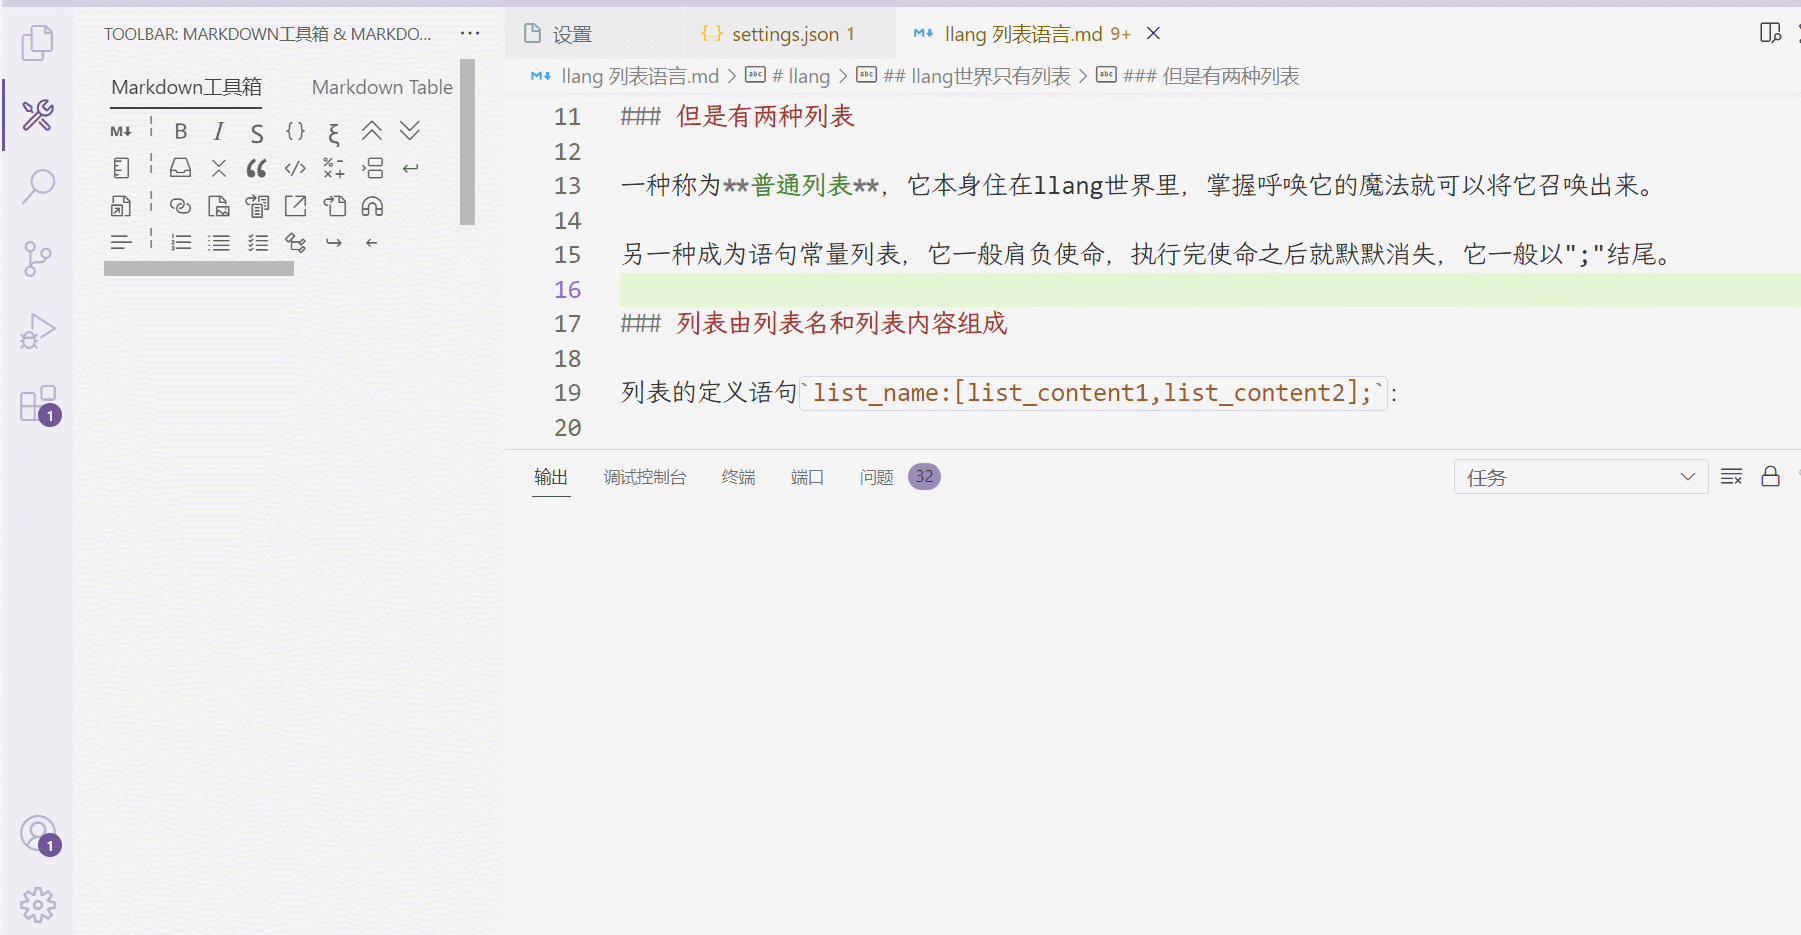 TOOLBAR: MARKDOWN工具箱 & MARKDO... ···
Markdown工具箱 Markdown Table
设置 settings.json 1 llang 列表语言.md 9+
llang 列表语言.md > # llang > ## llang世界只有列表 > ### 但是有两种列表
11 ### 但是有两种列表
12
13 一种称为**普通列表**，它本身住在llang世界里，掌握呼唤它的魔法就可以将它召唤出来。
14
15 另一种成为语句常量列表，它一般肩负使命，执行完使命之后就默默消失，它一般以";"结尾。
16
17 ### 列表由列表名和列表内容组成
18
19 列表的定义语句`list_name:[list_content1,list_content2];`:
20
输出 调试控制台 终端 端口 问题 32 任务
1
1